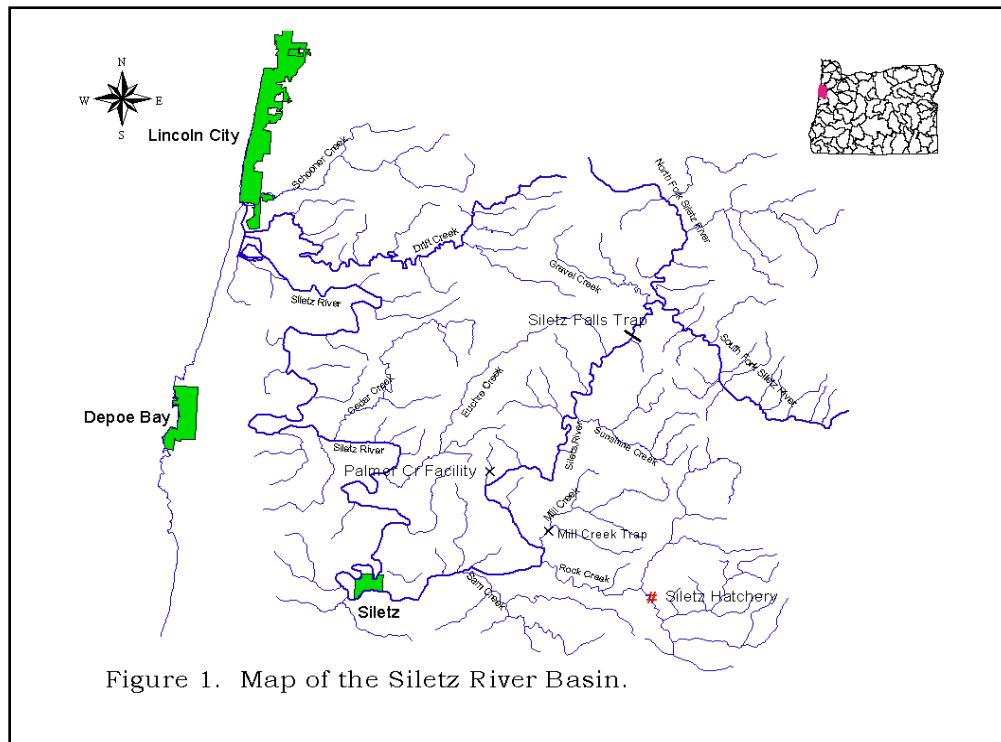 N
W
E
S
Lincoln City
Schooner Creek
North Fork Siletz River
Drift Creek
Gravel Creek
Siletz River
Siletz Falls Trap
South Fork Siletz River
Cedar Creek
Euchre Creek
Depoe Bay
Siletz River
Siletz River
Sunshine Creek
Palmer Cr Facility
Mill Creek
Mill Creek Trap
Rock Creek
Sam Creek
# Siletz Hatchery
Siletz
Figure 1. Map of the Siletz River Basin.